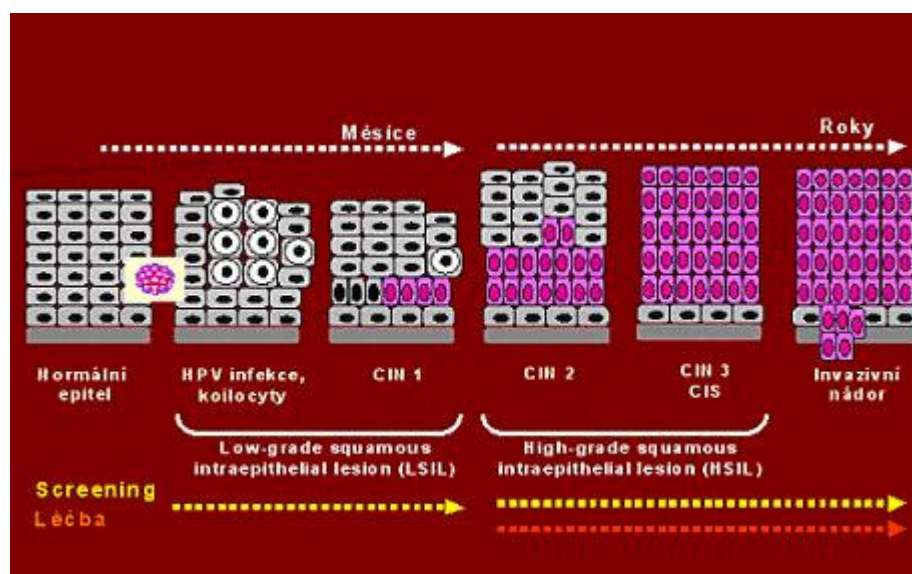 Měsíce
Roky
Normální
epitel
HPV infekce,
koilocyty
CIN 1
CIN 2
CIN 3
CIS
Invazivní
nádor
Low-grade squamous
intraepithelial lesion (LSIL)
High-grade squamous
intraepithelial lesion (HSIL)
Screening
Léčba